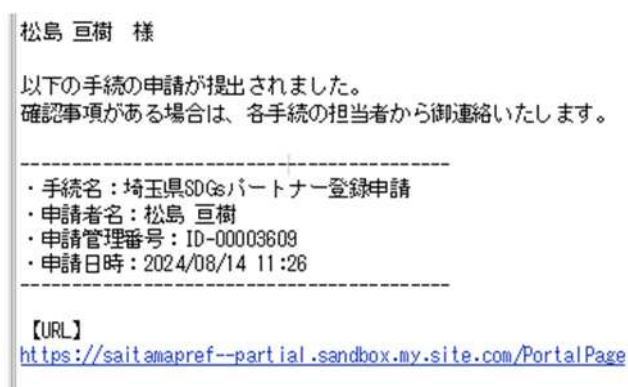 松島 亘樹　様
以下の手続の申請が提出されました。
確認事項がある場合は、各手続の担当者から御連絡いたします。
------------------------------------------
・手続名：埼玉県SDGsパートナー登録申請
・申請者名：松島 亘樹
・申請管理番号：ID-00003609
・申請日時：2024/08/14 11:26
------------------------------------------
【URL】
https://saitamapref--partial.sandbox.my.site.com/PortalPage